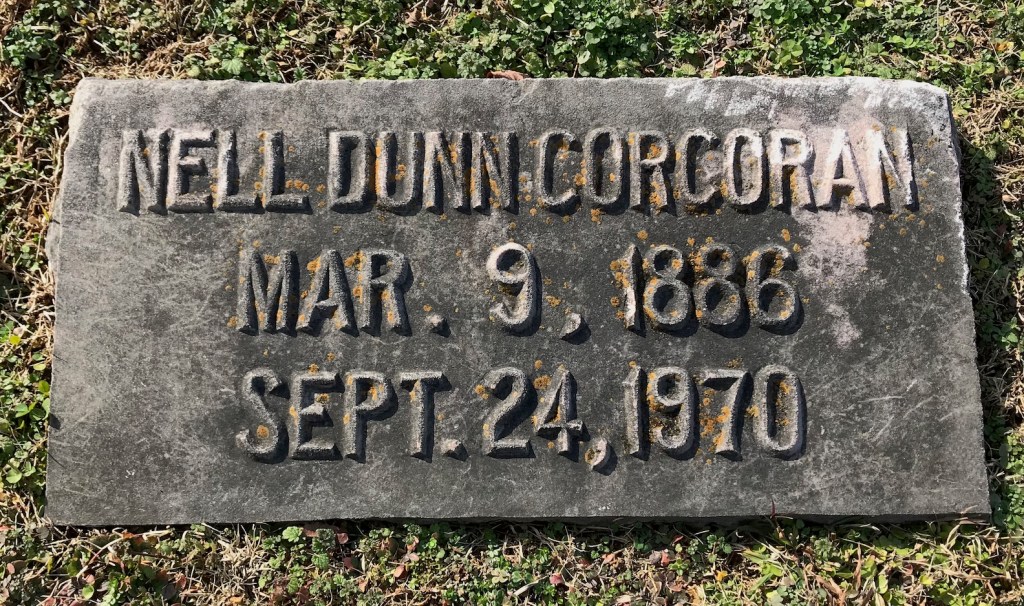 NELL DUNN CORCORAN
MAR. 9, 1886
SEPT. 24, 1970